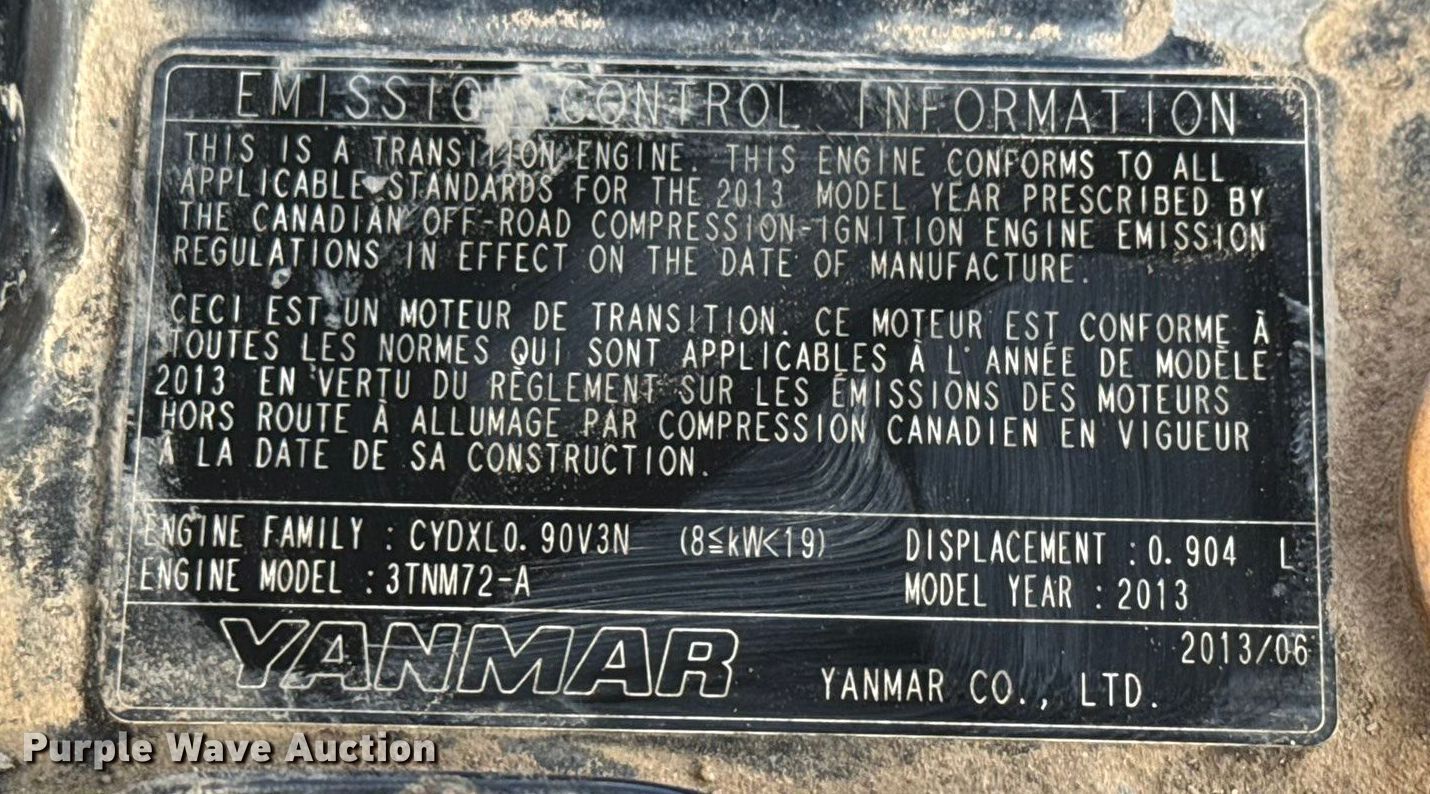 EMISSION CONTROL INFORMATION
THIS IS A TRANSITION ENGINE. THIS ENGINE CONFORMS TO ALL
APPLICABLE STANDARDS FOR THE 2013 MODEL YEAR PRESCRIBED BY
THE CANADIAN OFF-ROAD COMPRESSION-IGNITION ENGINE EMISSION
REGULATIONS IN EFFECT ON THE DATE OF MANUFACTURE.
CECI EST UN MOTEUR DE TRANSITION. CE MOTEUR EST CONFORME À
TOUTES LES NORMES QUI SONT APPLICABLES À L'ANNÉE DE MODÈLE
2013 EN VERTU DU RÈGLEMENT SUR LES ÉMISSIONS DES MOTEURS
HORS ROUTE À ALLUMAGE PAR COMPRESSION CANADIEN EN VIGUEUR
À LA DATE DE SA CONSTRUCTION.
ENGINE FAMILY : CYDXL0.90V3N (8≦kW<19) DISPLACEMENT : 0.904 L
ENGINE MODEL : 3TNM72-A MODEL YEAR : 2013
2013/06
YANMAR YANMAR CO., LTD.
Purple Wave Auction